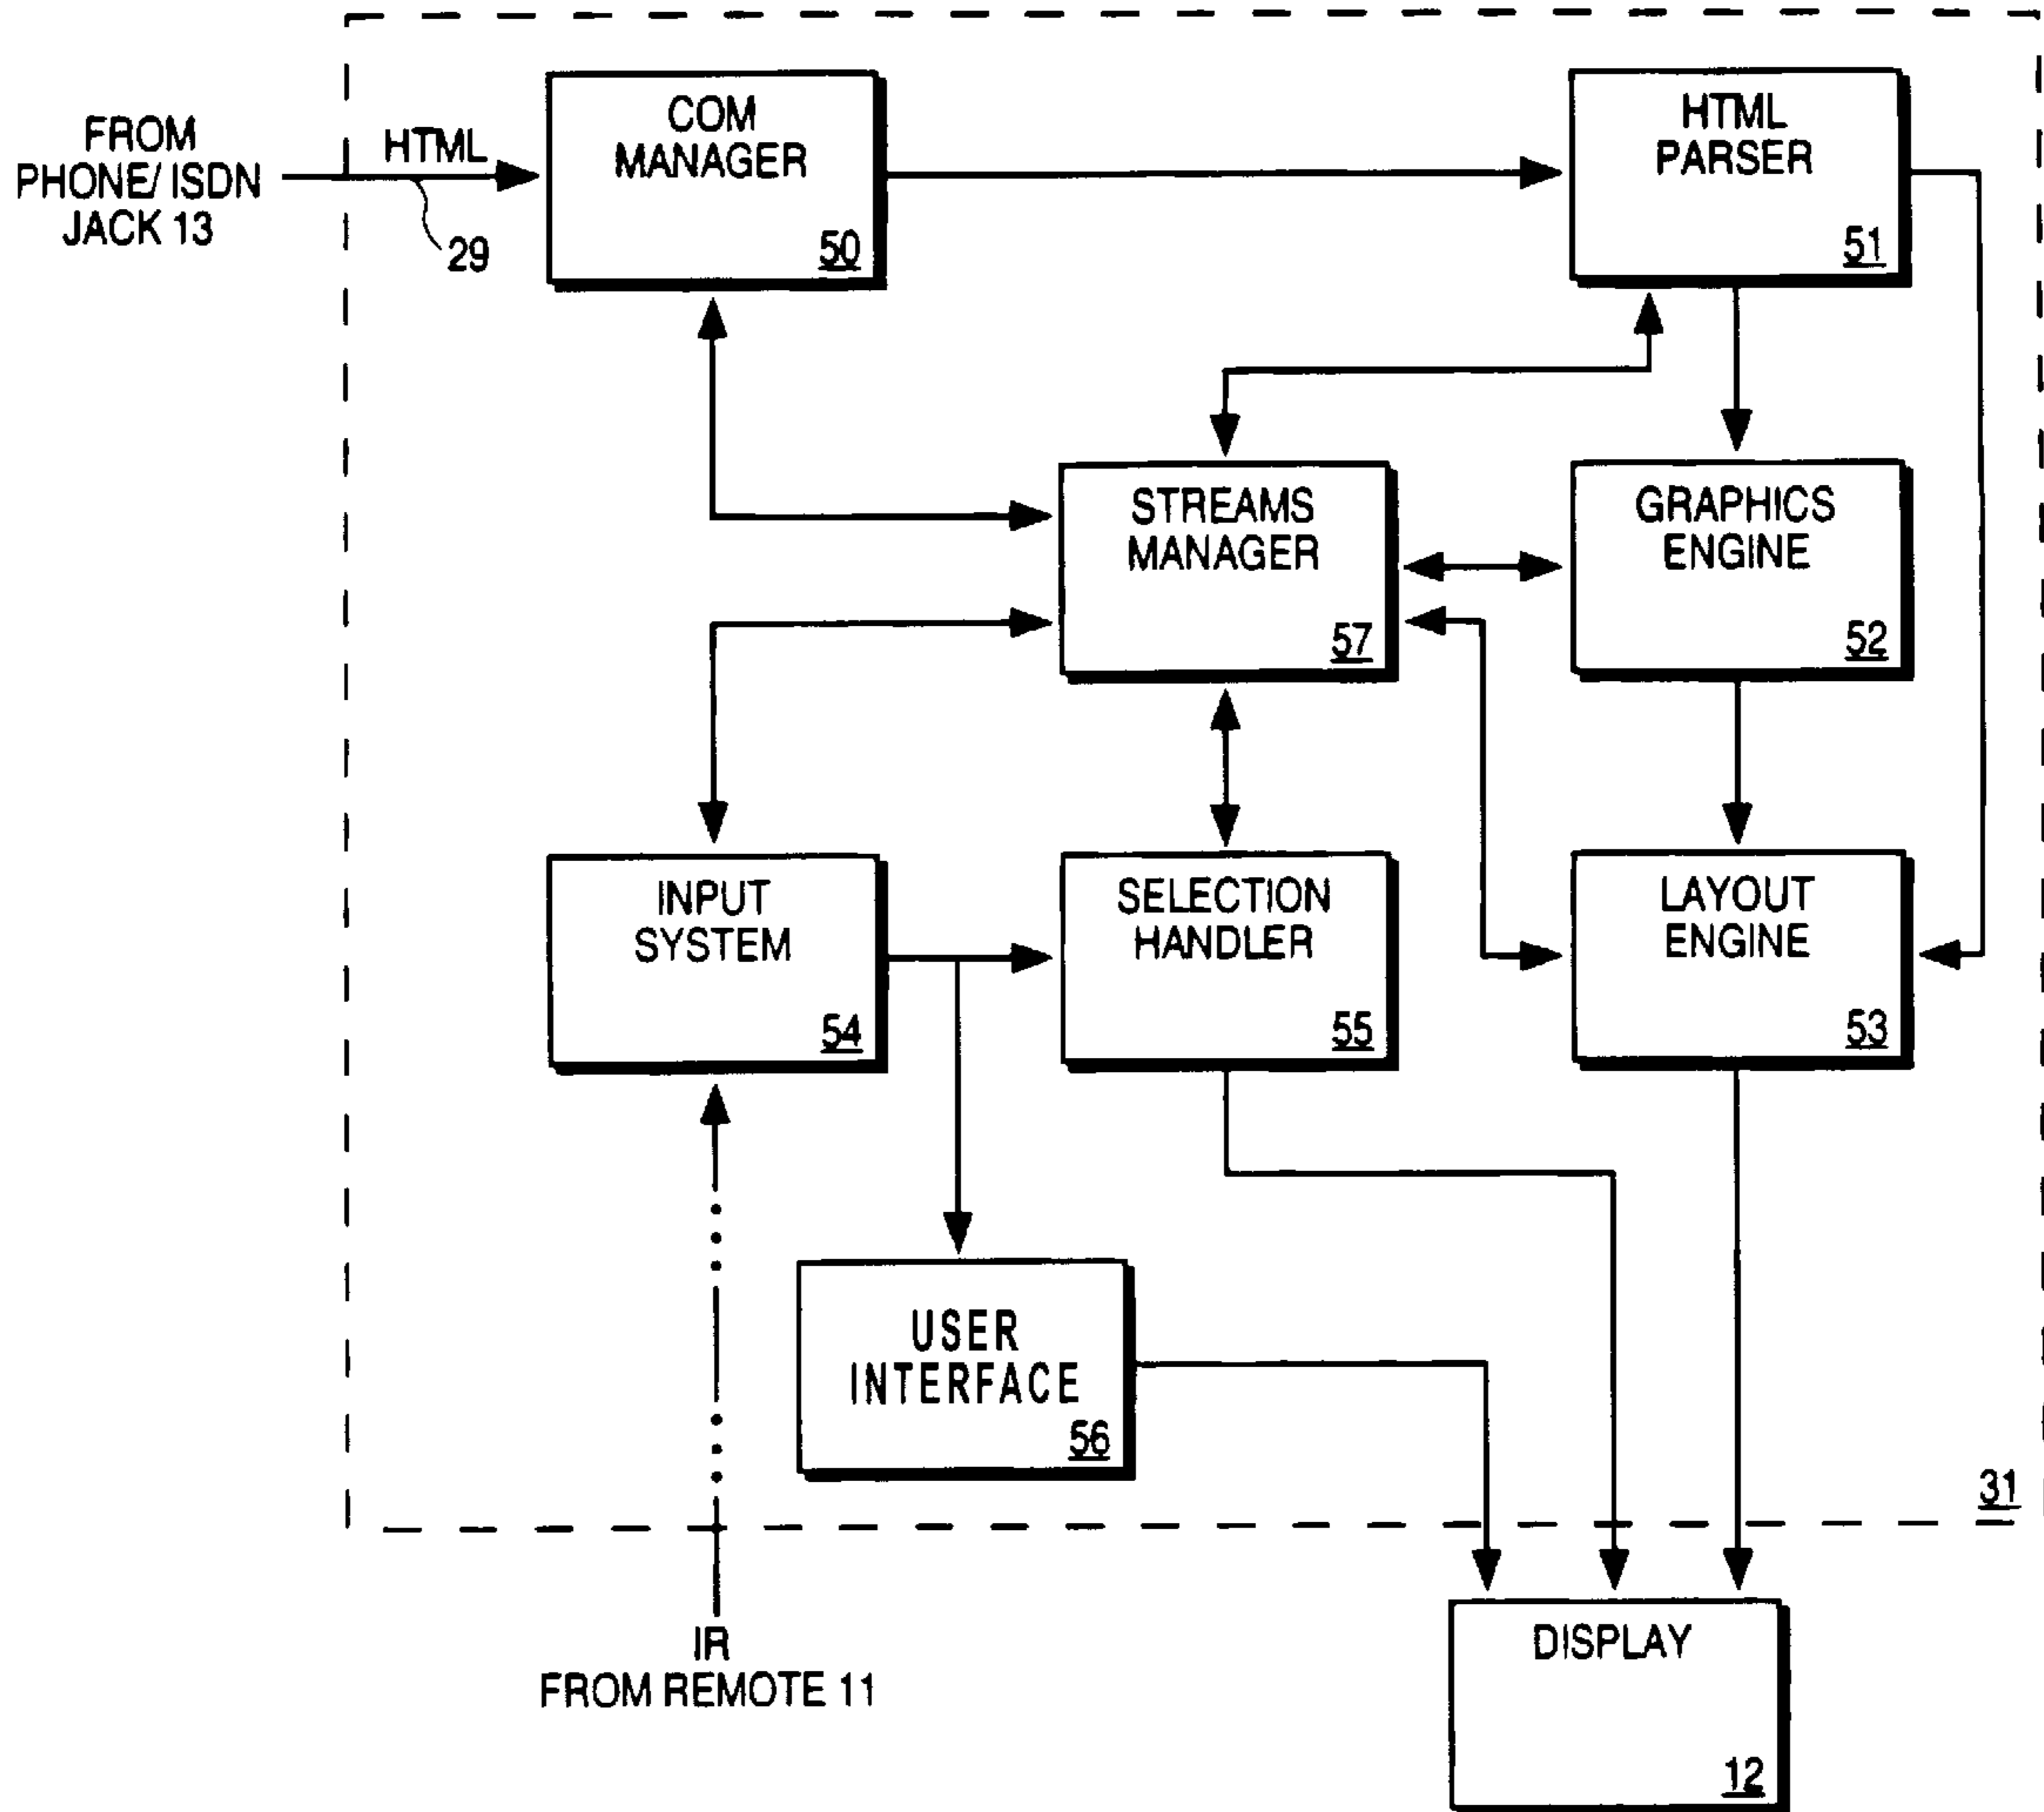 FROM
PHONE/ ISDN
JACK 13
HTML
29
COM
MANAGER
50
HTML
PARSER
51
STREAMS
MANAGER
57
GRAPHICS
ENGINE
52
INPUT
SYSTEM
54
SELECTION
HANDLER
55
LAYOUT
ENGINE
53
USER
INTERFACE
56
31
IR
FROM REMOTE 11
DISPLAY
12